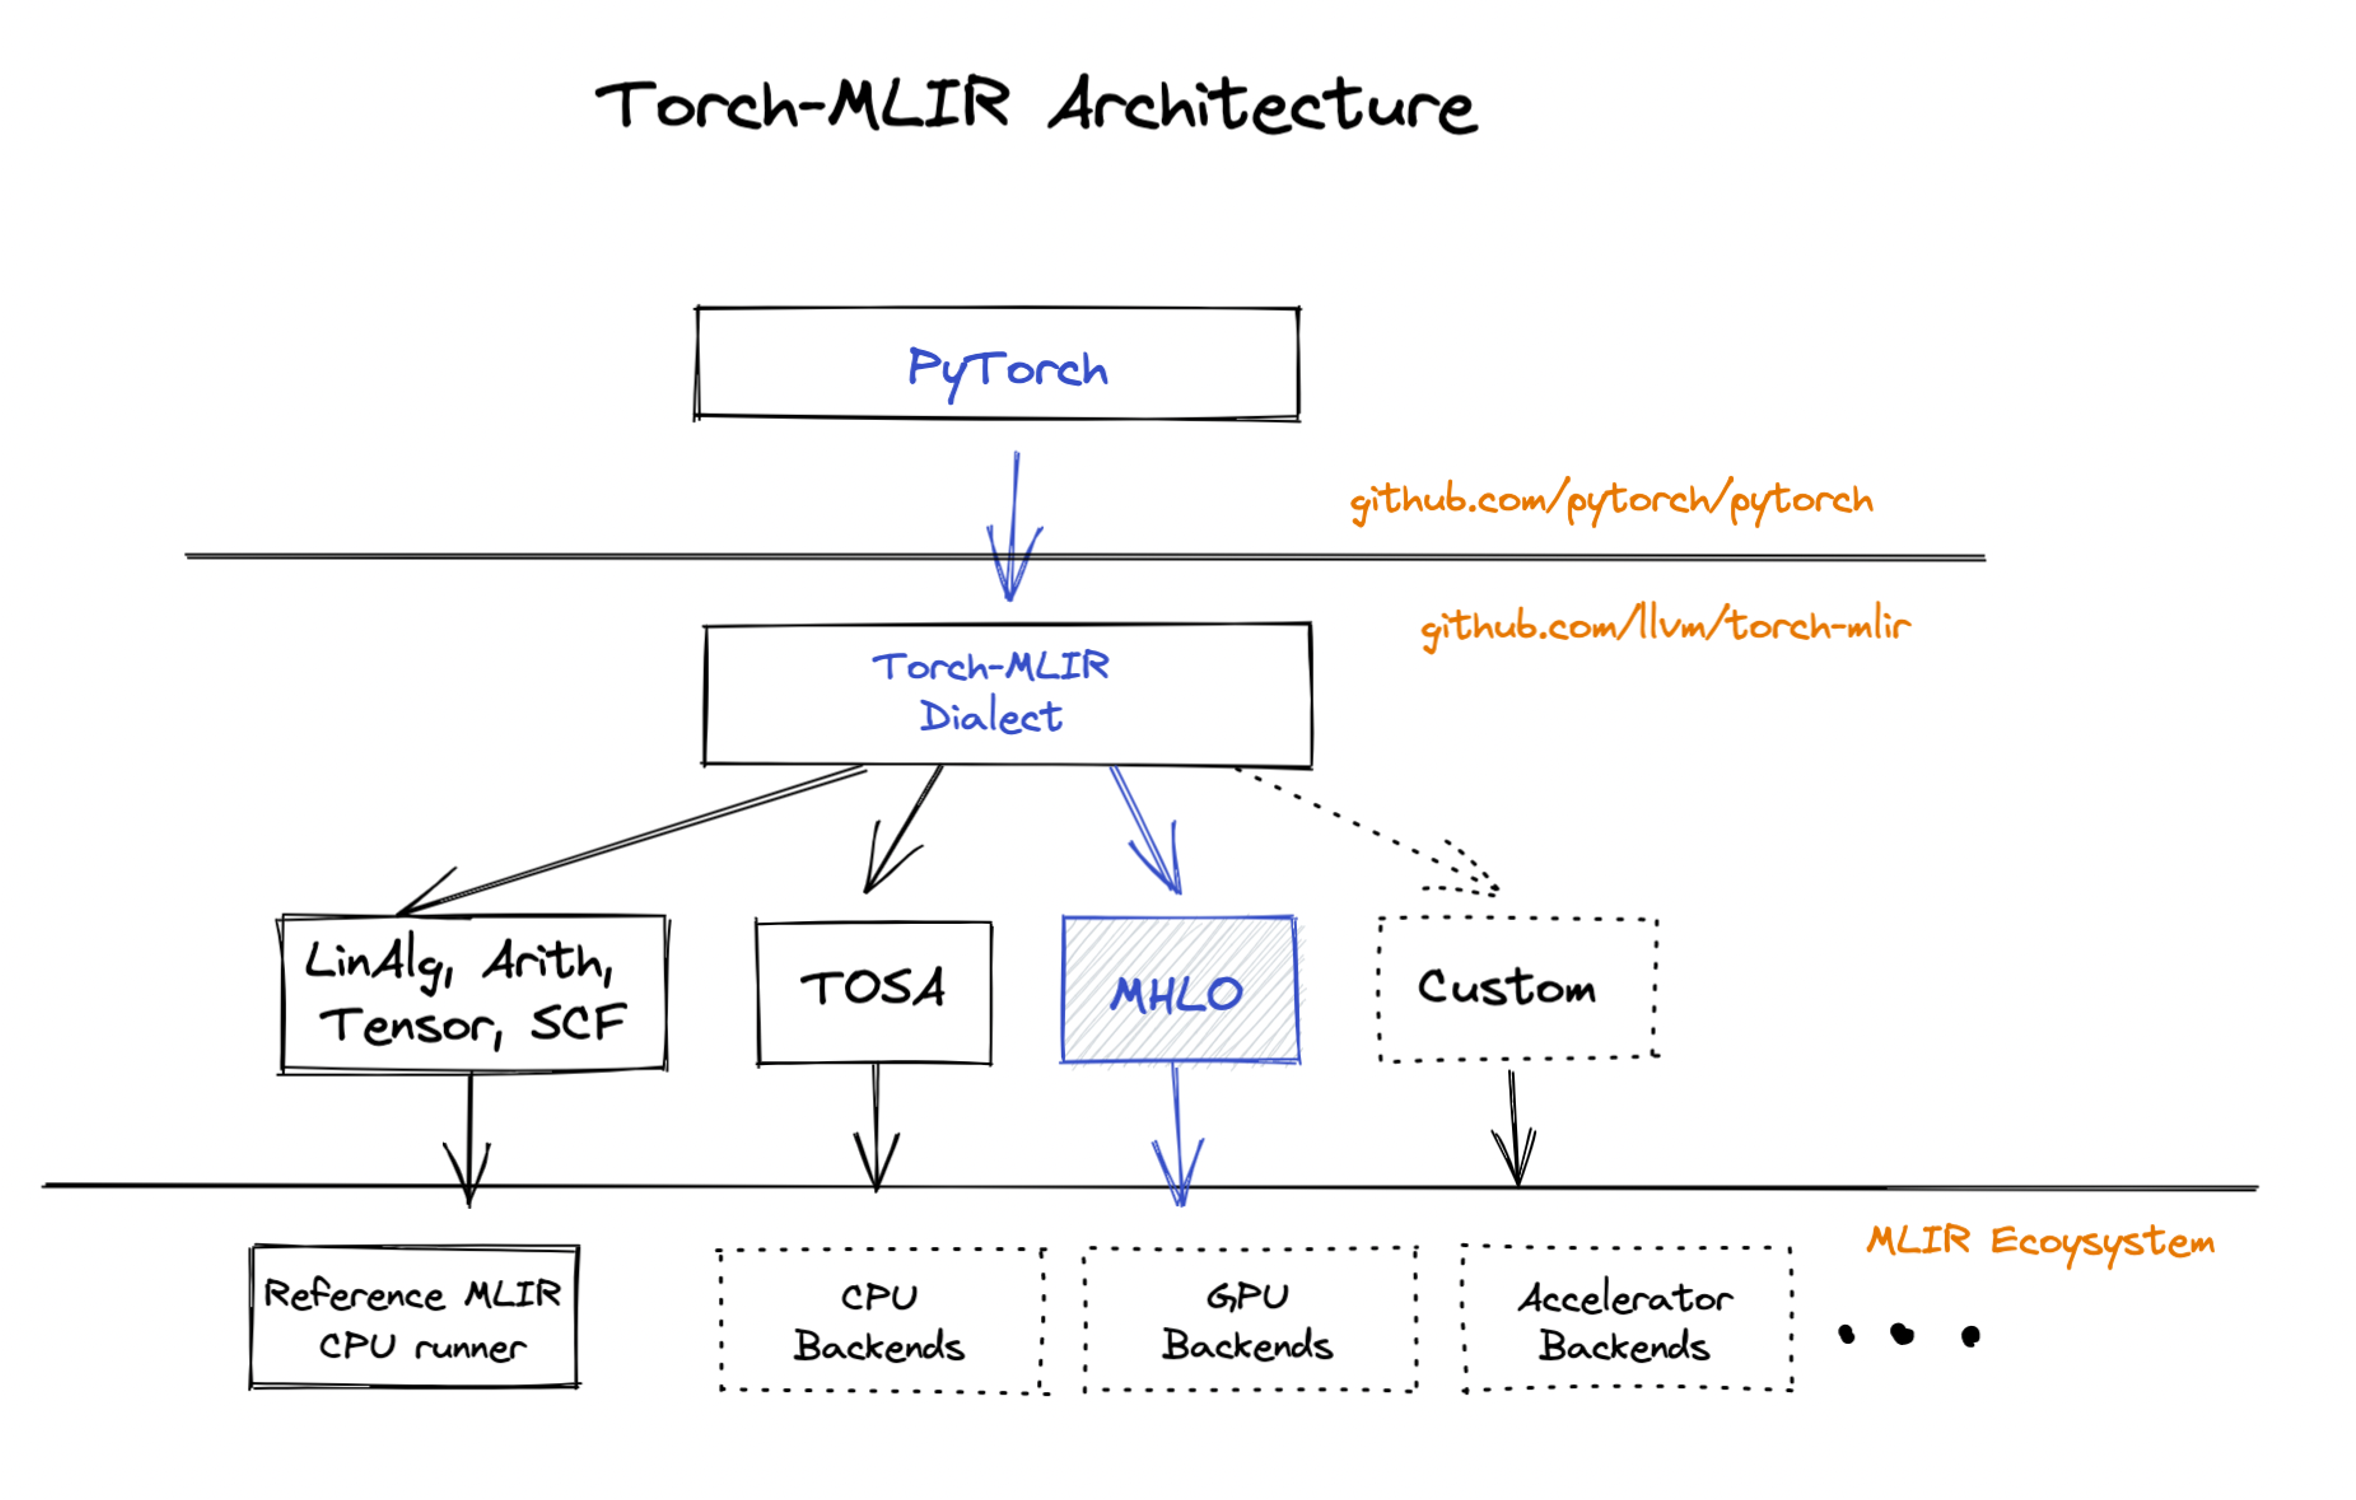 Torch-MLIR Architecture
PyTorch
github.com/pytorch/pytorch
github.com/llvm/torch-mlir
Torch-MLIR
Dialect
LinAlg, Arith,
Tensor, SCF
TOSA
MHLO
Custom
MLIR Ecoysystem
Reference MLIR
CPU runner
CPU
Backends
GPU
Backends
Accelerator
Backends